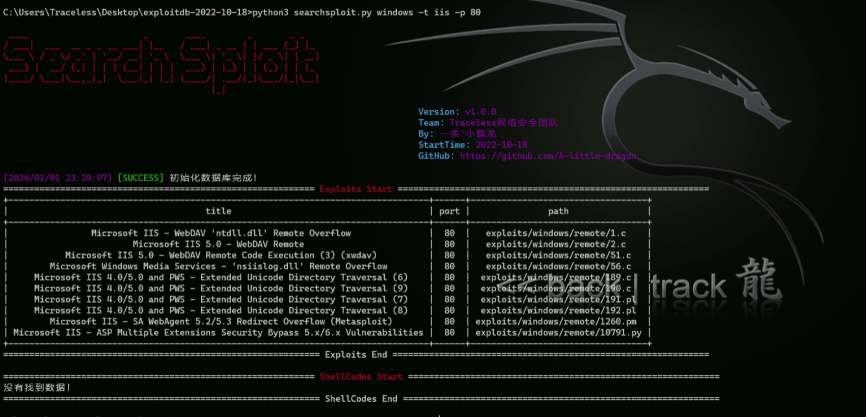 C:\Users\Traceless\Desktop\exploitdb-2022-10-18>python3 searchsploit.py windows -t iis -p 80
SearchSploit
Version: v1.0.0
Team: Traceless网络安全团队
By: 一条'小龍龙
StartTime: 2022-10-18
GitHub: https://github.com/A-little-dragon
[2024/01/01 23:20:07] [SUCCESS] 初始化数据库完成!
Exploits Start
title | port | path
Microsoft IIS - WebDAV 'ntdll.dll' Remote Overflow | 80 | exploits/windows/remote/1.c
Microsoft IIS 5.0 - WebDAV Remote | 80 | exploits/windows/remote/2.c
Microsoft IIS 5.0 - WebDAV Remote Code Execution (3) (xwdav) | 80 | exploits/windows/remote/51.c
Microsoft Windows Media Services - 'nsiislog.dll' Remote Overflow | 80 | exploits/windows/remote/56.c
Microsoft IIS 4.0/5.0 and PWS - Extended Unicode Directory Traversal (6) | 80 | exploits/windows/remote/189.c
Microsoft IIS 4.0/5.0 and PWS - Extended Unicode Directory Traversal (9) | 80 | exploits/windows/remote/190.c
Microsoft IIS 4.0/5.0 and PWS - Extended Unicode Directory Traversal (7) | 80 | exploits/windows/remote/191.pl
Microsoft IIS 4.0/5.0 and PWS - Extended Unicode Directory Traversal (8) | 80 | exploits/windows/remote/192.pl
Microsoft IIS - SA WebAgent 5.2/5.3 Redirect Overflow (Metasploit) | 80 | exploits/windows/remote/1260.pm
Microsoft IIS - ASP Multiple Extensions Security Bypass 5.x/6.x Vulnerabilities | 80 | exploits/windows/remote/10791.py
<< back | track 龍
Exploits End
ShellCodes Start
没有找到数据!
ShellCodes End